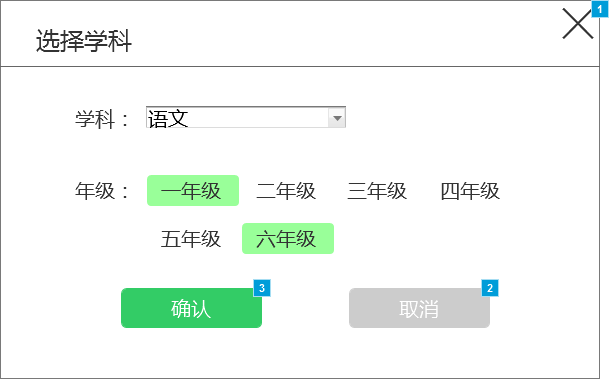 1
选择学科
学科： 语文
年级： 一年级 二年级 三年级 四年级
五年级 六年级
3 2
确认 取消